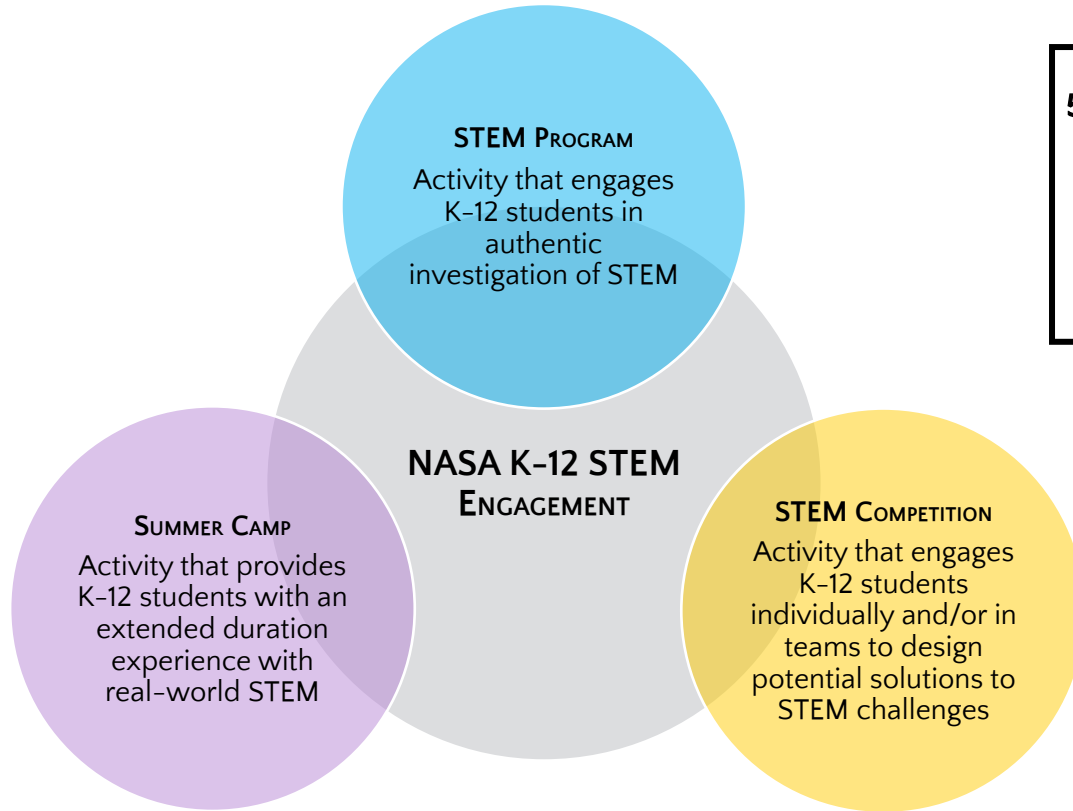 STEM Program
Activity that engages
K-12 students in
authentic
investigation of STEM
5
NASA K-12 STEM
Engagement
Summer Camp
Activity that provides
K-12 students with an
extended duration
experience with
real-world STEM
STEM Competition
Activity that engages
K-12 students
individually and/or in
teams to design
potential solutions to
STEM challenges